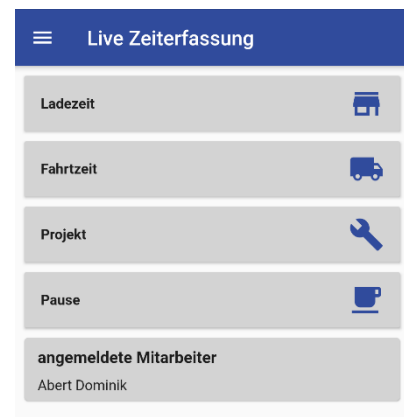 Live Zeiterfassung
Ladezeit
Fahrtzeit
Projekt
Pause
angemeldete Mitarbeiter
Abert Dominik